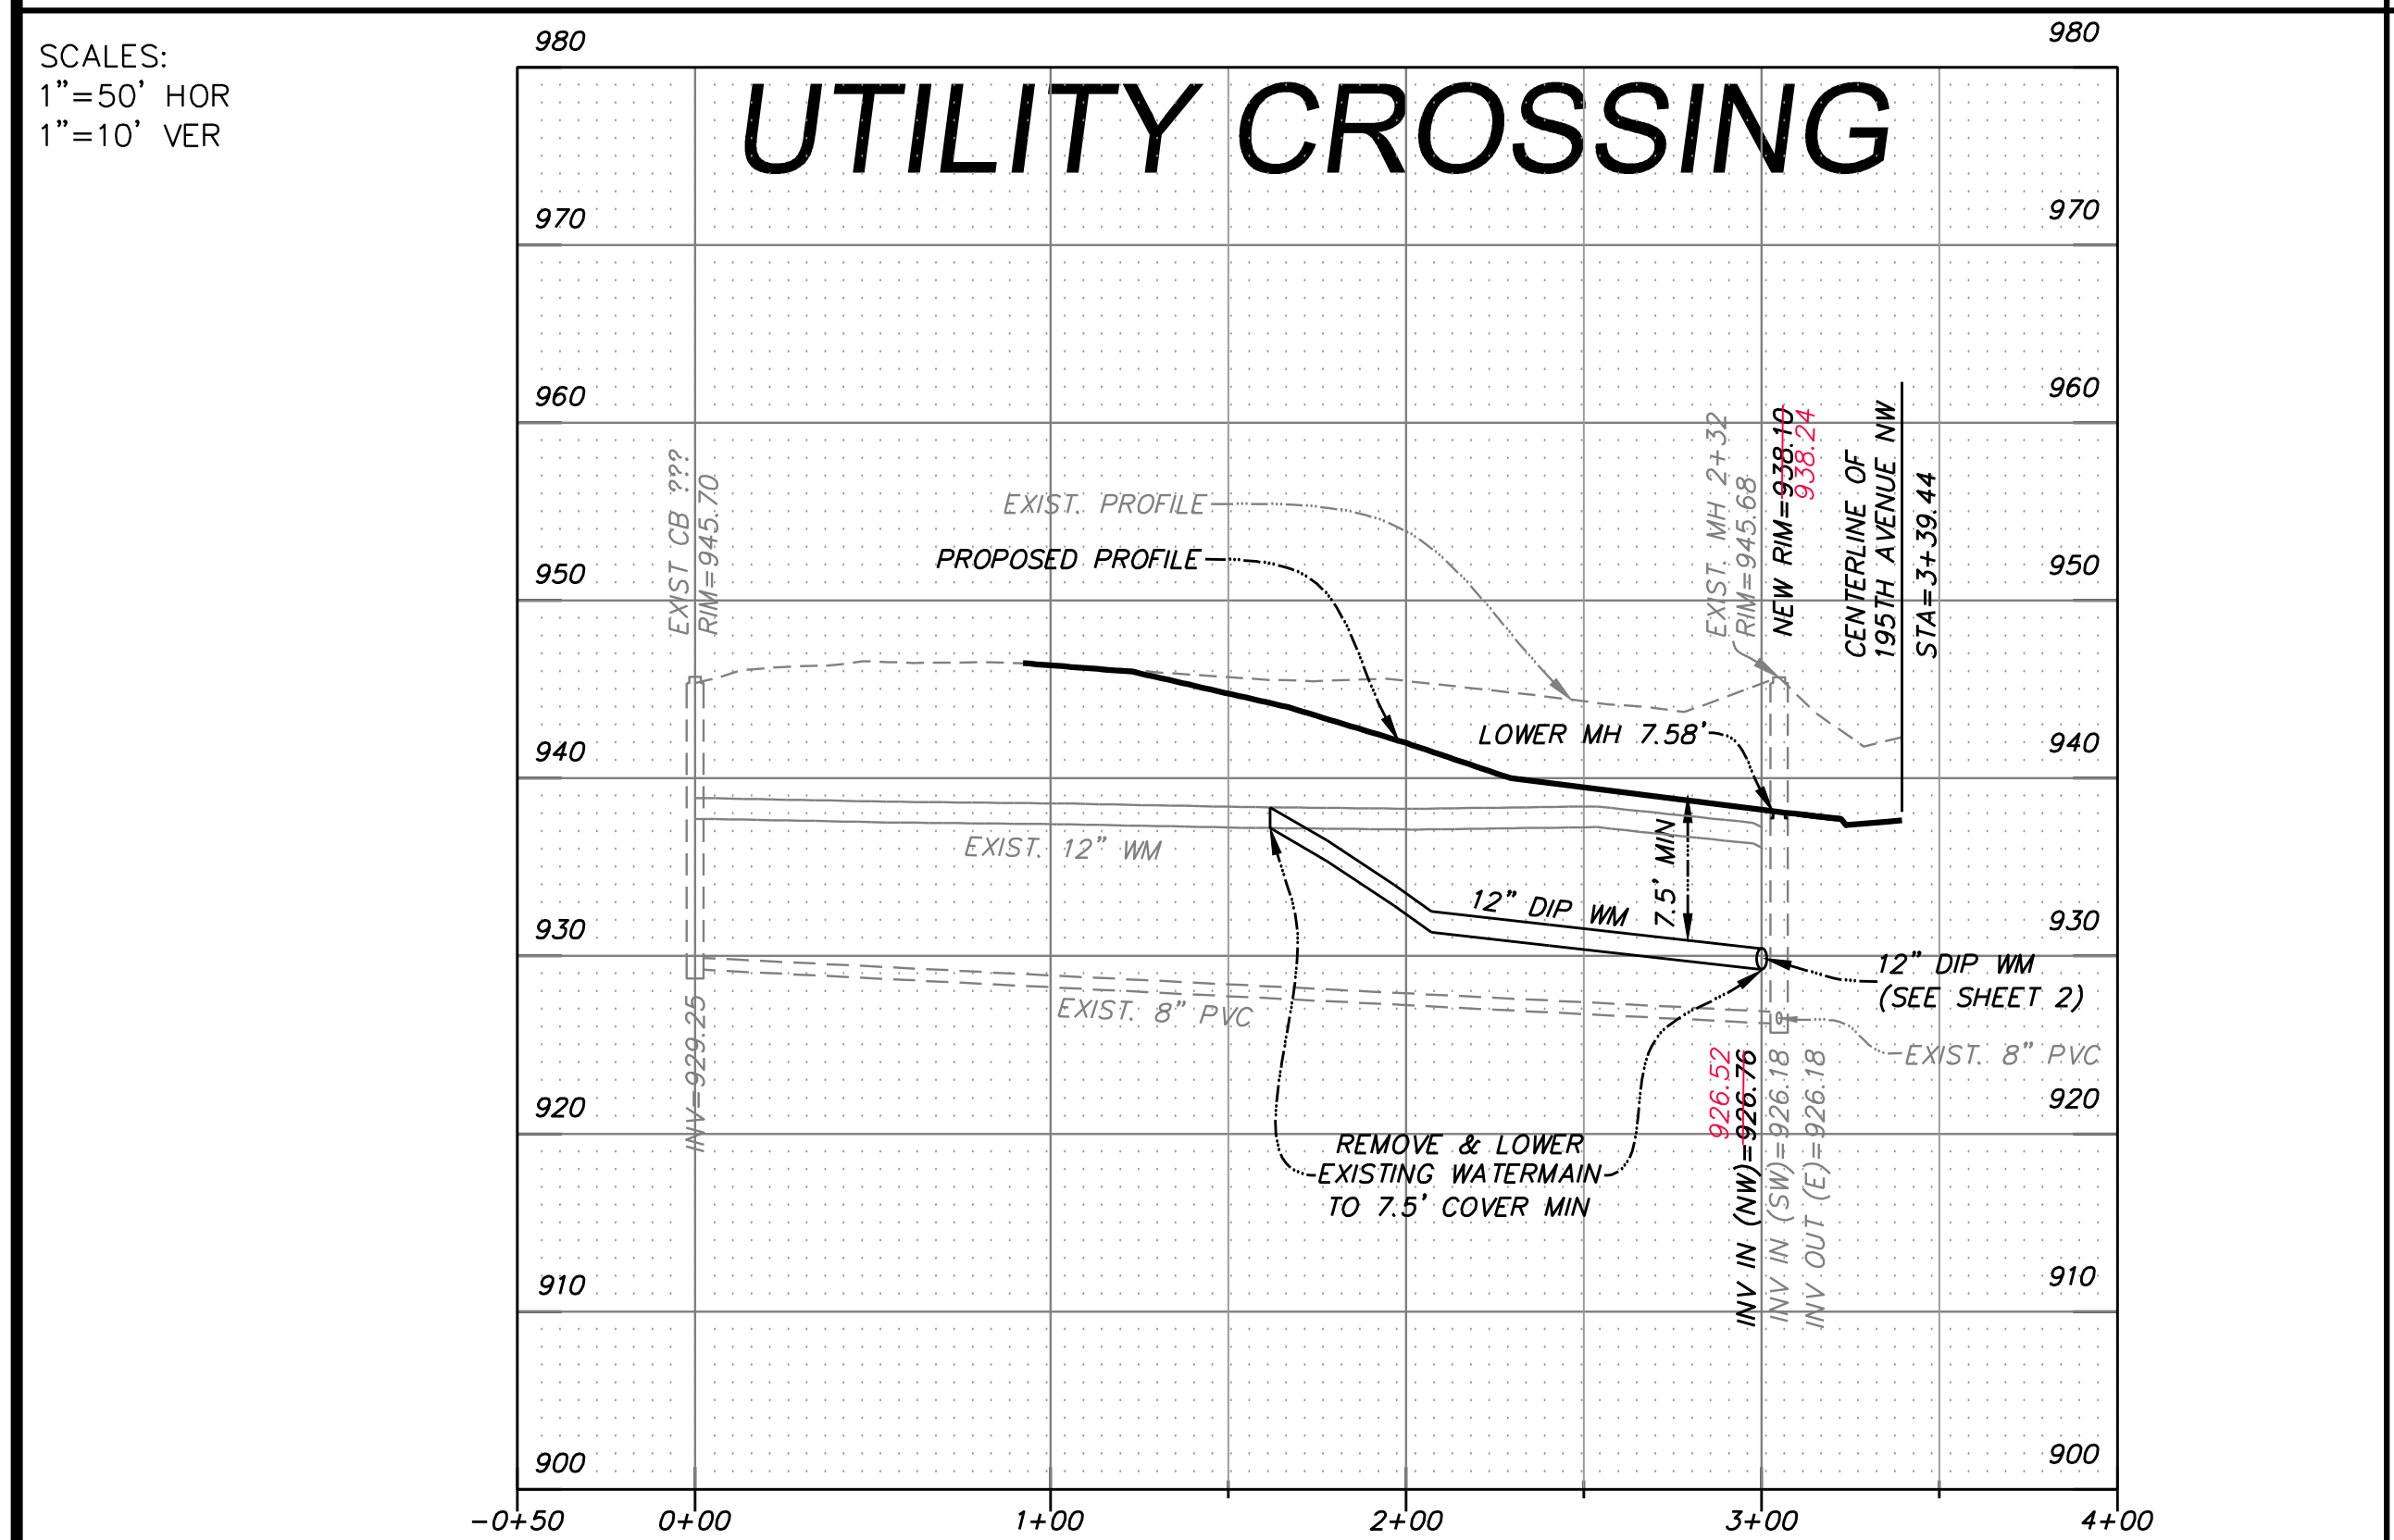 SCALES:
1"=50' HOR
1"=10' VER
UTILITY CROSSING
980
980
970
970
960
960
950
950
940
940
930
930
920
920
910
910
900
900
EXIST CB ???
RIM=945.70
EXIST. PROFILE
PROPOSED PROFILE
EXIST. MH 2+32
RIM=945.68
NEW RIM=938.10
938.24
CENTERLINE OF
195TH AVENUE NW
STA=3+39.44
LOWER MH 7.58'
EXIST. 12" WM
12" DIP WM
7.5' MIN
12" DIP WM
(SEE SHEET 2)
EXIST. 8" PVC
EXIST. 8" PVC
INV=929.25
REMOVE & LOWER
EXISTING WATERMAIN
TO 7.5' COVER MIN
926.52
INV IN (NW)=926.76
INV IN (SW)=926.18
INV OUT (E)=926.18
-0+50
0+00
1+00
2+00
3+00
4+00